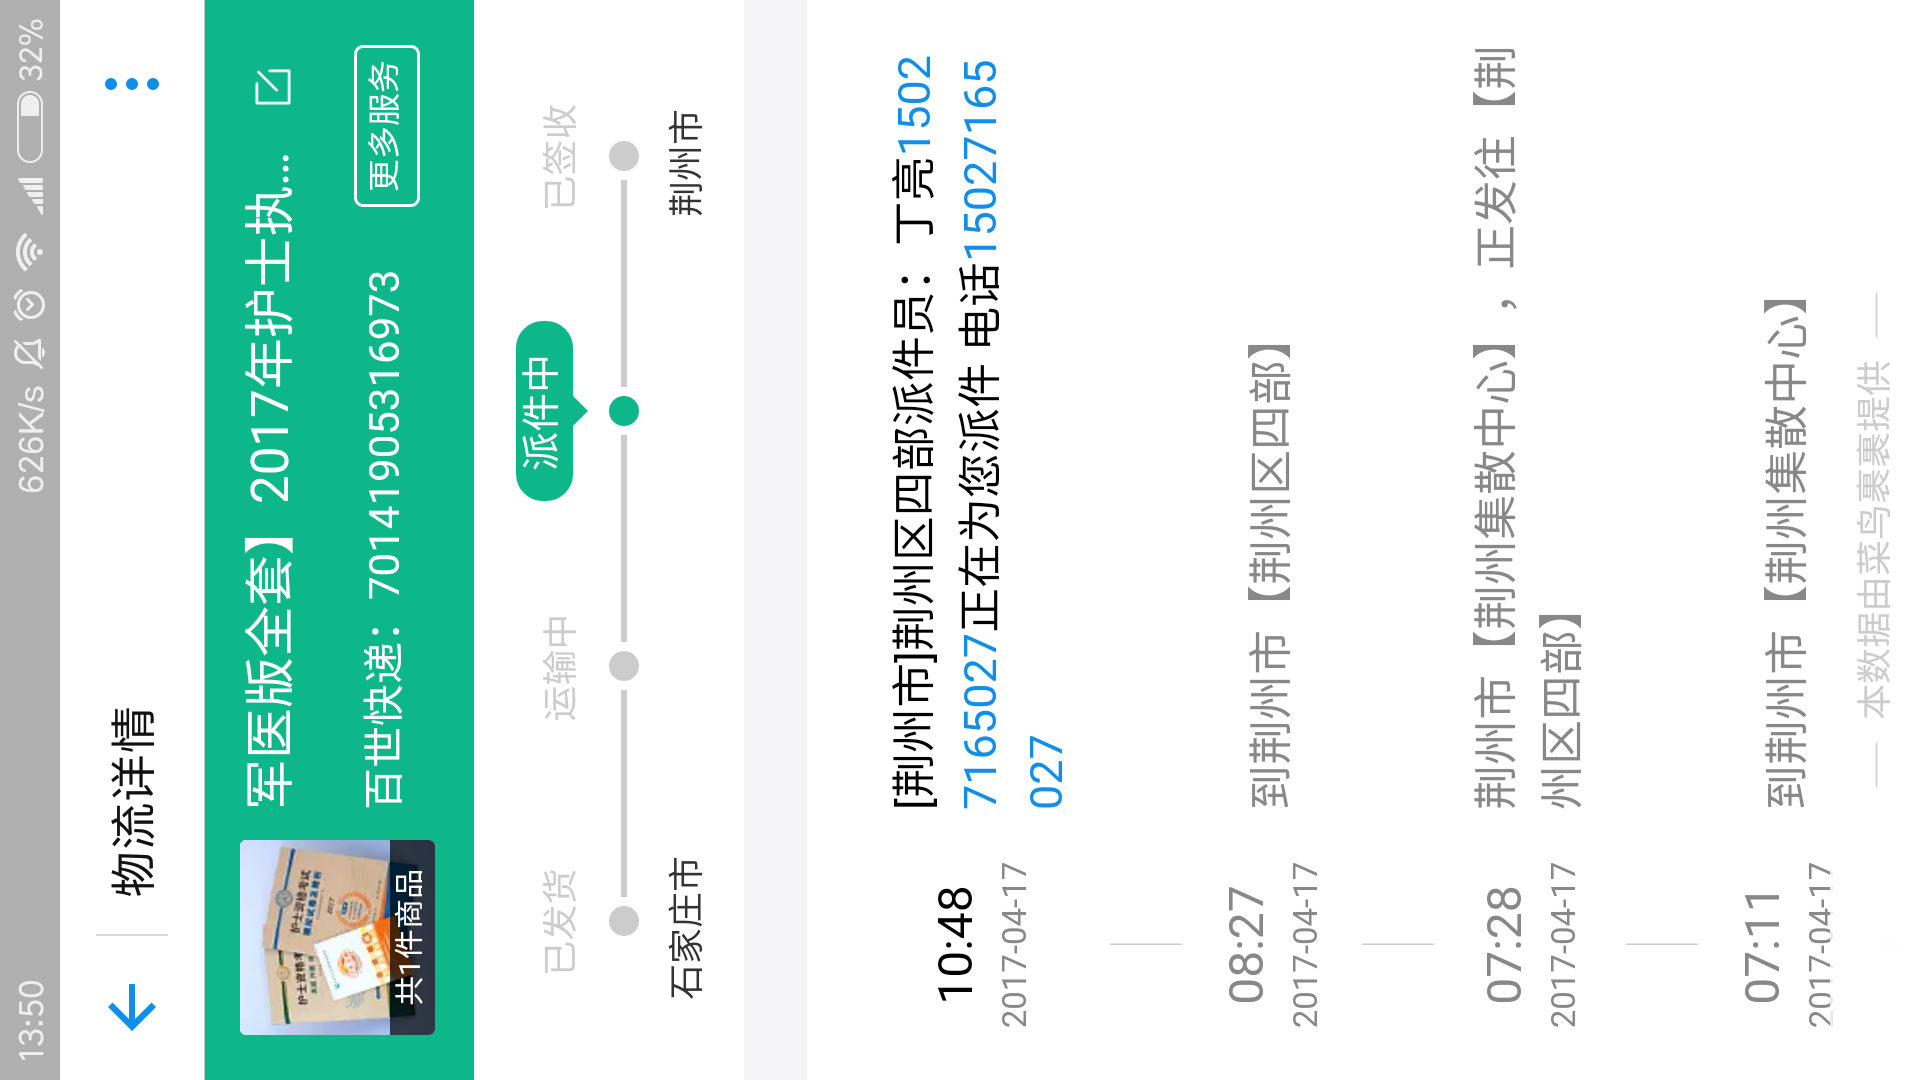 13:50
626K/s
32%
物流详情
军医版全套】2017年护士执...
百世快递：70141905316973
更多服务
共1件商品
护士资格考试
已发货
运输中
派件中
已签收
石家庄市
荆州市
10:48
2017-04-17
[荆州市]荆州区四部派件员：丁亮1502
7165027正在为您派件 电话15027165
027
08:27
2017-04-17
到荆州市【荆州区四部】
07:28
2017-04-17
荆州市【荆州集散中心】，正发往【荆
州区四部】
07:11
2017-04-17
到荆州市【荆州集散中心】
本数据由菜鸟裹裹提供